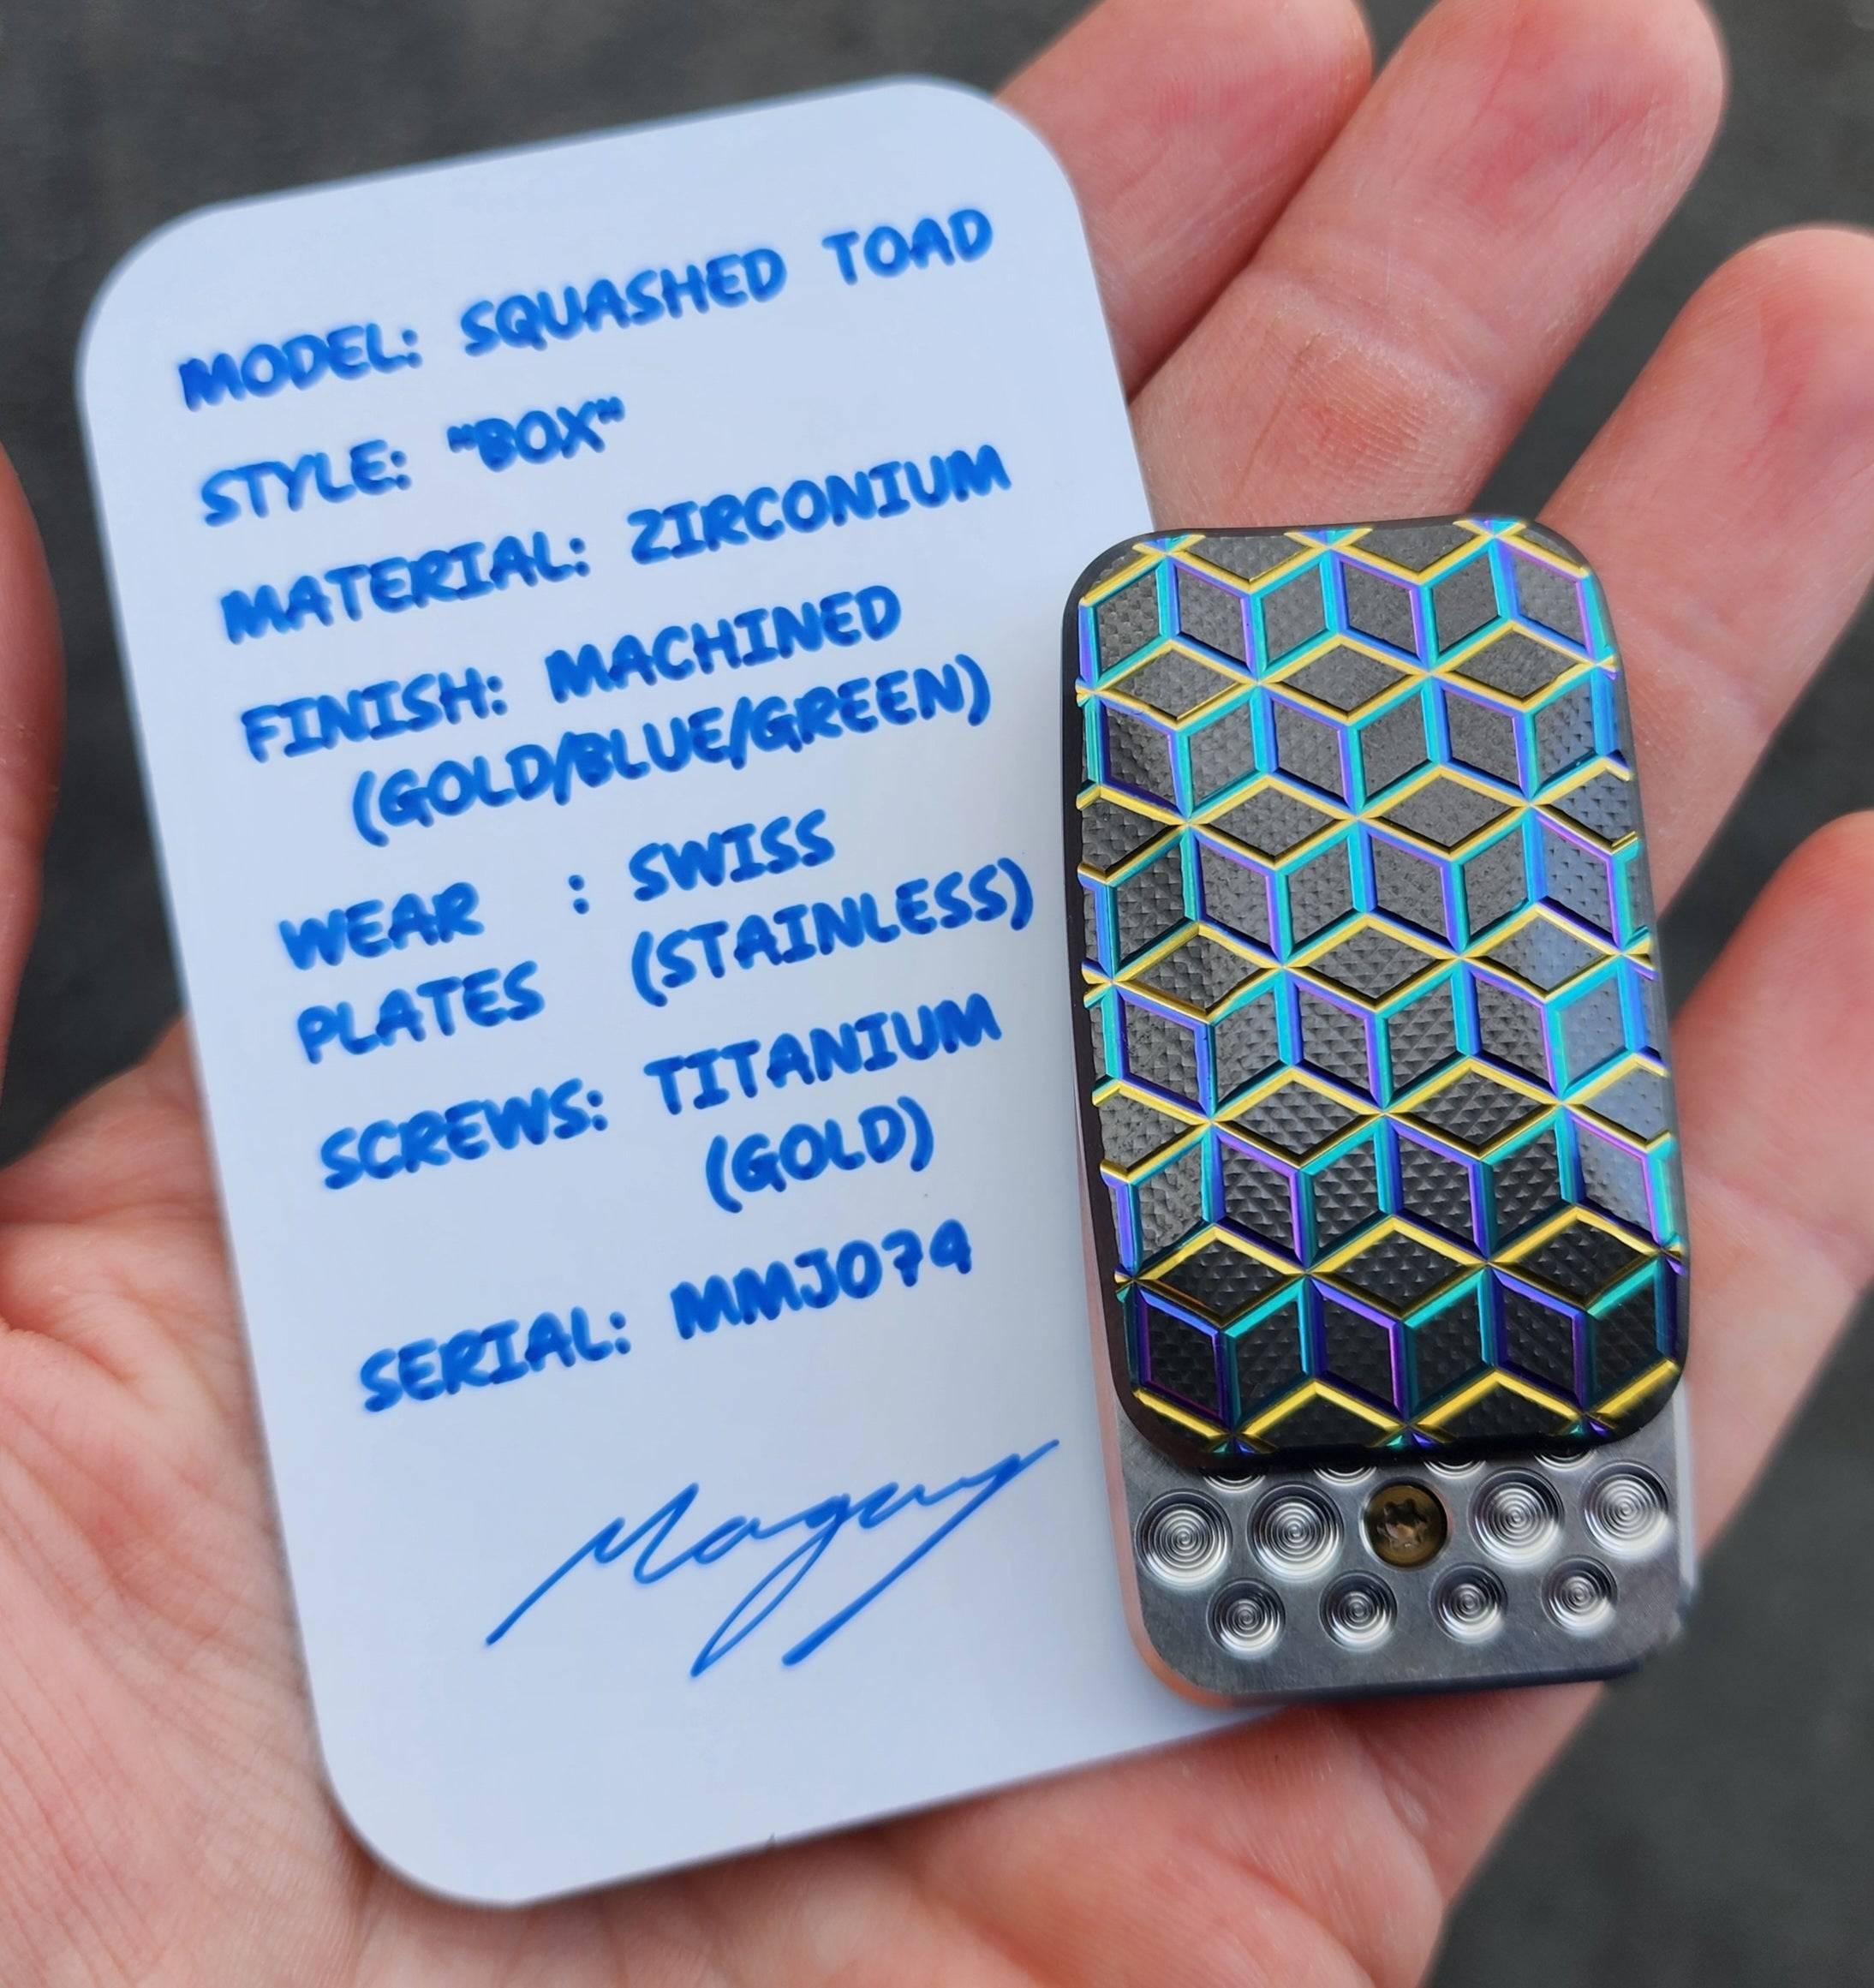 MODEL: SQUASHED TOAD
STYLE: "BOX"
MATERIAL: ZIRCONIUM
FINISH: MACHINED
(GOLD/BLUE/GREEN)
WEAR : SWISS
PLATES (STAINLESS)
SCREWS: TITANIUM
(GOLD)
SERIAL: MMJ074